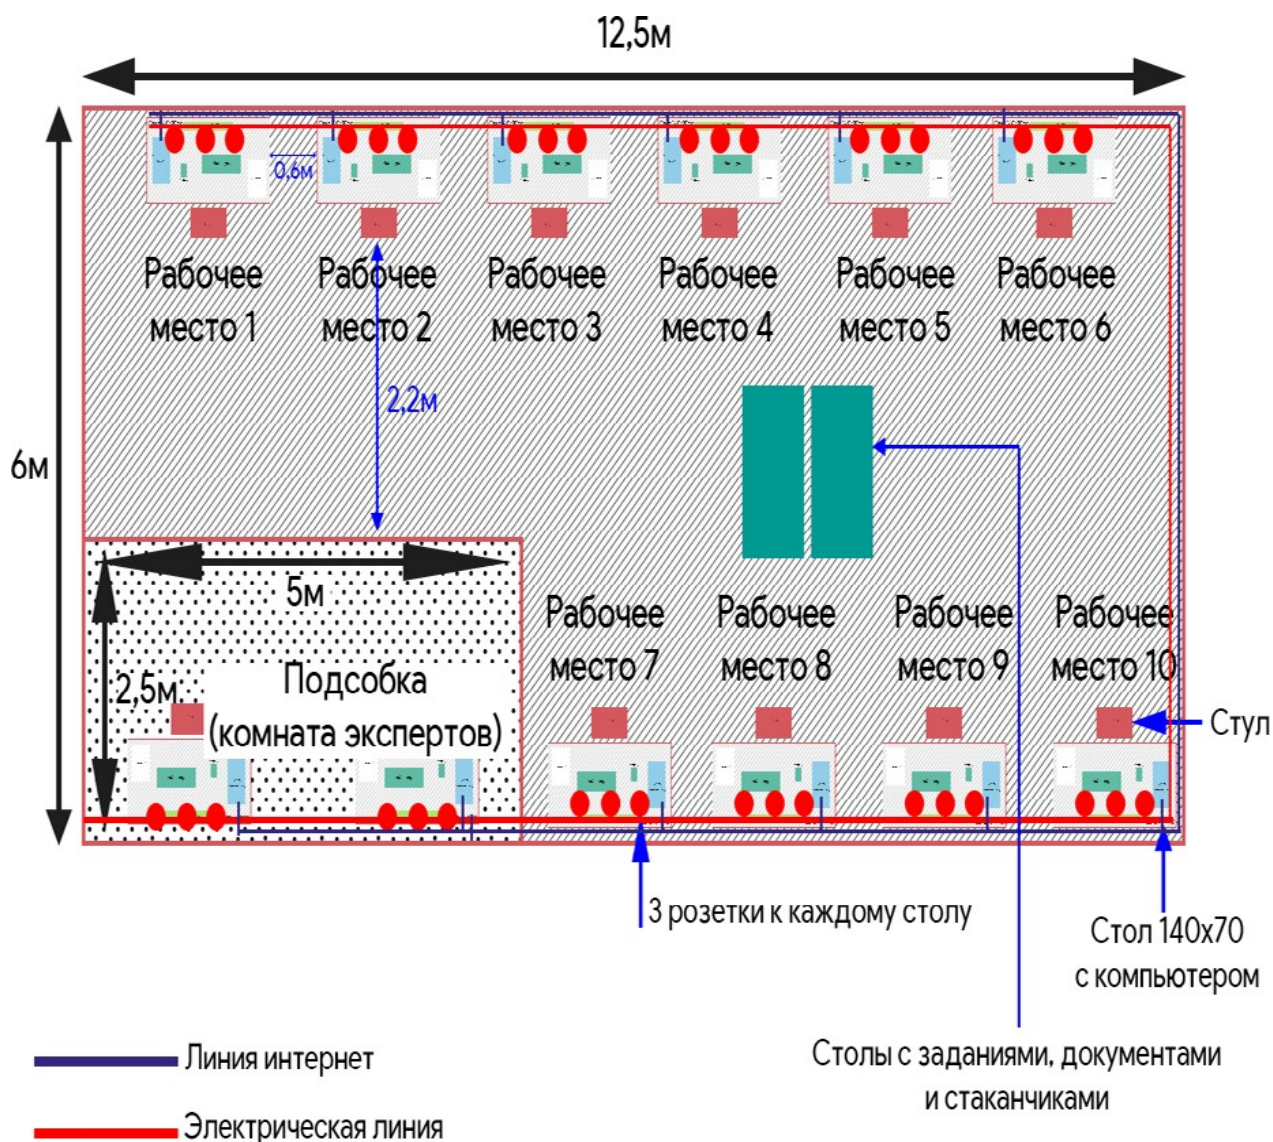 12,5м
0,6м
Рабочее
место 1
Рабочее
место 2
Рабочее
место 3
Рабочее
место 4
Рабочее
место 5
Рабочее
место 6
2,2м
6м
5м
2,5м
Подсобка
(комната экспертов)
Рабочее
место 7
Рабочее
место 8
Рабочее
место 9
Рабочее
место 10
Стул
3 розетки к каждому столу
Стол 140х70
с компьютером
Столы с заданиями, документами
и стаканчиками
Линия интернет
Электрическая линия